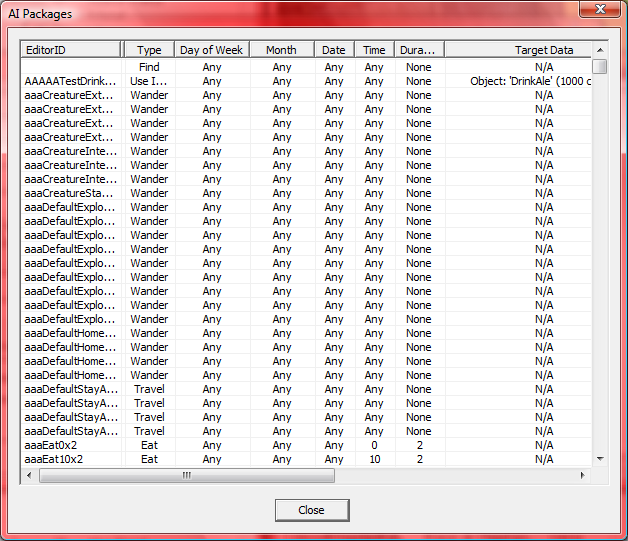 AI Packages
EditorID Type Day of Week Month Date Time Dura... Target Data
Find Any Any Any Any None N/A
AAAAATestDrink... Use I... Any Any Any Any None Object: 'DrinkAle' (1000 c
aaaCreatureExt... Wander Any Any Any Any None N/A
aaaCreatureExt... Wander Any Any Any Any None N/A
aaaCreatureExt... Wander Any Any Any Any None N/A
aaaCreatureExt... Wander Any Any Any Any None N/A
aaaCreatureInte... Wander Any Any Any Any None N/A
aaaCreatureInte... Wander Any Any Any Any None N/A
aaaCreatureInte... Wander Any Any Any Any None N/A
aaaCreatureSta... Wander Any Any Any Any None N/A
aaaDefaultExplo... Wander Any Any Any Any None N/A
aaaDefaultExplo... Wander Any Any Any Any None N/A
aaaDefaultExplo... Wander Any Any Any Any None N/A
aaaDefaultExplo... Wander Any Any Any Any None N/A
aaaDefaultExplo... Wander Any Any Any Any None N/A
aaaDefaultExplo... Wander Any Any Any Any None N/A
aaaDefaultExplo... Wander Any Any Any Any None N/A
aaaDefaultExplo... Wander Any Any Any Any None N/A
aaaDefaultExplo... Wander Any Any Any Any None N/A
aaaDefaultHome... Wander Any Any Any Any None N/A
aaaDefaultHome... Wander Any Any Any Any None N/A
aaaDefaultHome... Wander Any Any Any Any None N/A
aaaDefaultHome... Wander Any Any Any Any None N/A
aaaDefaultStayA... Travel Any Any Any Any None N/A
aaaDefaultStayA... Travel Any Any Any Any None N/A
aaaDefaultStayA... Travel Any Any Any Any None N/A
aaaDefaultStayA... Travel Any Any Any Any None N/A
aaaEat0x2 Eat Any Any Any 0 2 N/A
aaaEat10x2 Eat Any Any Any 10 2 N/A
Close